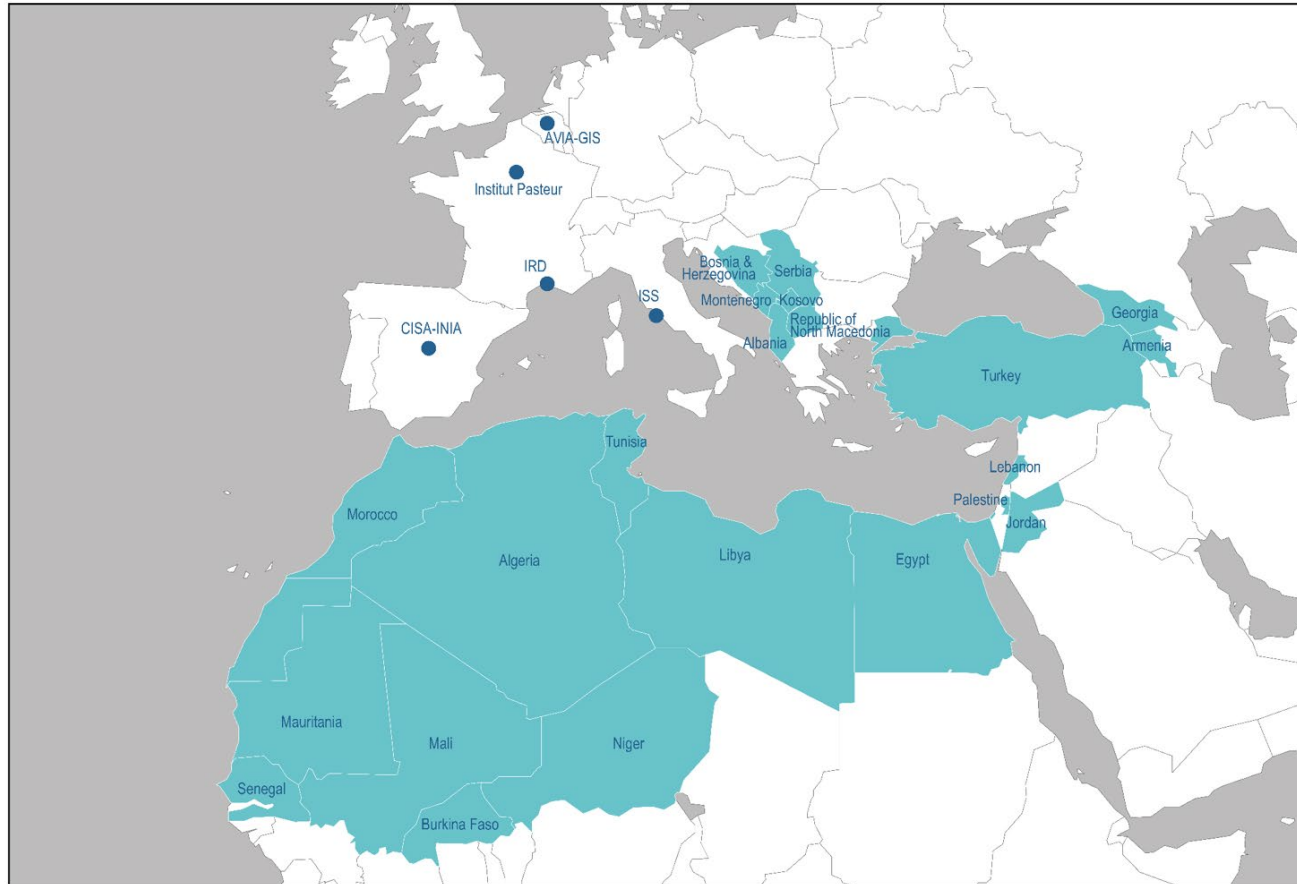 AVIA-GIS
Institut Pasteur
IRD
ISS
CISA-INIA
Bosnia &
Herzegovina
Serbia
Montenegro
Kosovo
Republic of
North Macedonia
Albania
Georgia
Armenia
Turkey
Tunisia
Lebanon
Palestine
Jordan
Morocco
Algeria
Libya
Egypt
Mauritania
Mali
Niger
Senegal
Burkina Faso